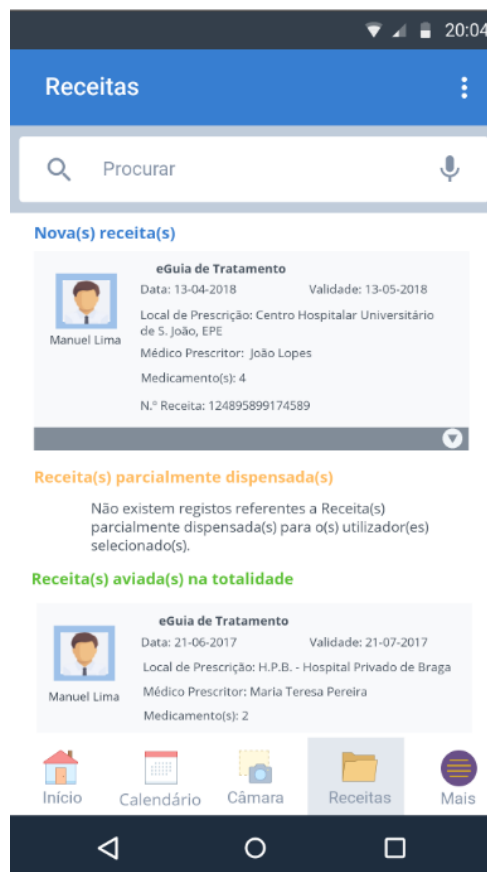 20:04
Receitas
Procurar
Nova(s) receita(s)
eGuia de Tratamento
Data: 13-04-2018 Validade: 13-05-2018
Local de Prescrição: Centro Hospitalar Universitário
de S. João, EPE
Manuel Lima
Médico Prescritor: João Lopes
Medicamento(s): 4
N.º Receita: 124895899174589
Receita(s) parcialmente dispensada(s)
Não existem registos referentes a Receita(s)
parcialmente dispensada(s) para o(s) utilizador(es)
selecionado(s).
Receita(s) aviada(s) na totalidade
eGuia de Tratamento
Data: 21-06-2017 Validade: 21-07-2017
Local de Prescrição: H.P.B. - Hospital Privado de Braga
Manuel Lima
Médico Prescritor: Maria Teresa Pereira
Medicamento(s): 2
Início Calendário Câmara Receitas Mais